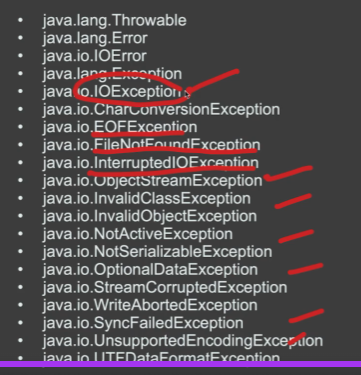 • java.lang.Throwable
• java.lang.Error
• java.io.IOError
• java.lang.Exception
• java.io.IOException
• java.io.CharConversionException
• java.io.EOFException
• java.io.FileNotFoundException
• java.io.InterruptedIOException
• java.io.ObjectStreamException
• java.io.InvalidClassException
• java.io.InvalidObjectException
• java.io.NotActiveException
• java.io.NotSerializableException
• java.io.OptionalDataException
• java.io.StreamCorruptedException
• java.io.WriteAbortedException
• java.io.SyncFailedException
• java.io.UnsupportedEncodingException
• java.io.UTFDataFormatException